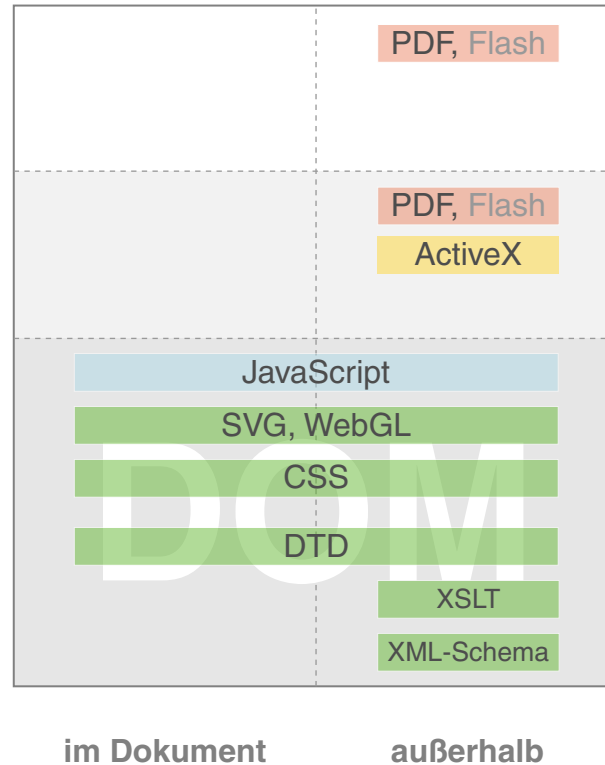 PDF, Flash
PDF, Flash
ActiveX
JavaScript
SVG, WebGL
CSS
DOM
DTD
XSLT
XML-Schema
im Dokument
außerhalb